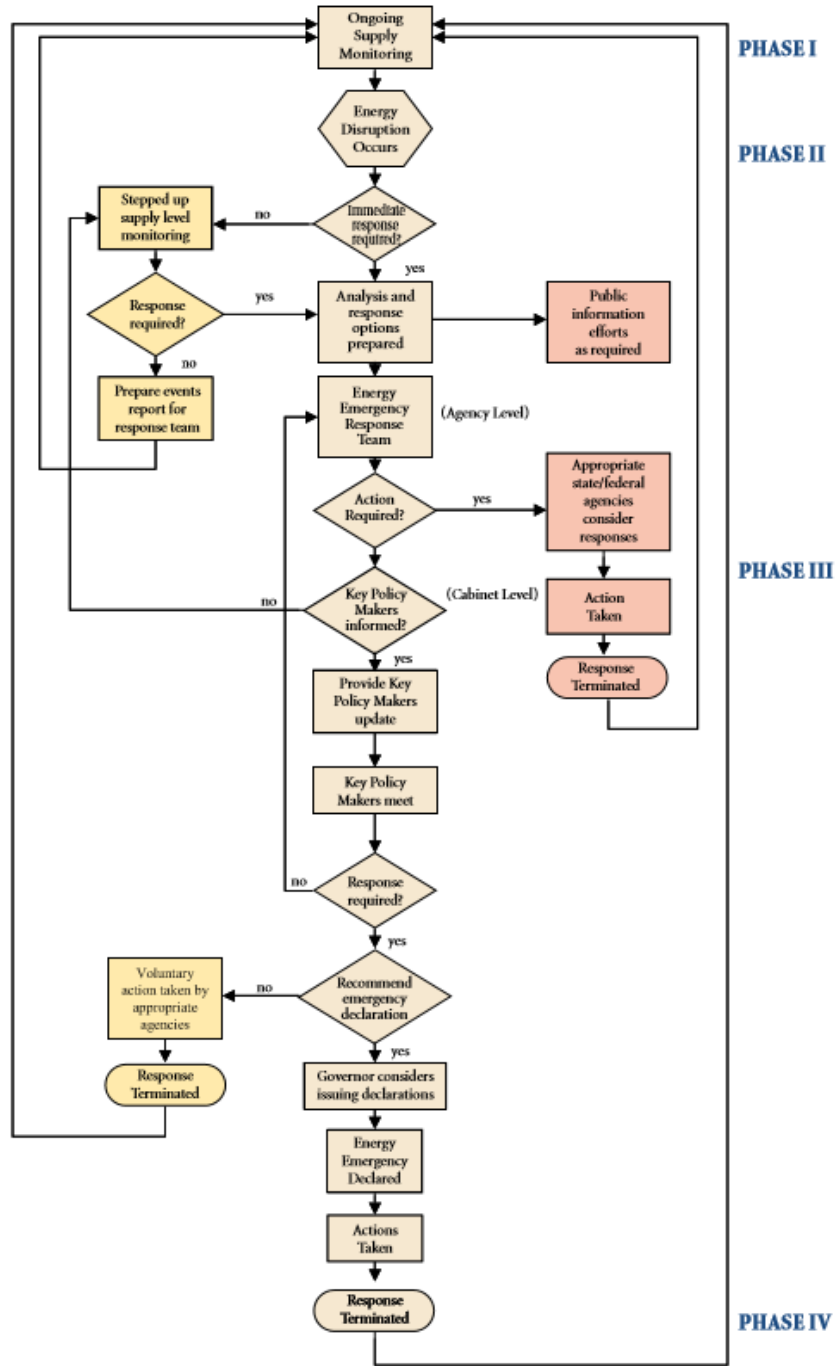 Ongoing
Supply
Monitoring
PHASE I
Energy
Disruption
Occurs
PHASE II
Stepped up
supply level
monitoring
no
Immediate
response
required?
yes
Response
required?
yes
Analysis and
response
options
prepared
Public
information
efforts
as required
no
Prepare events
report for
response team
Energy
Emergency
Response
Team
(Agency Level)
Action
Required?
yes
Appropriate
state/federal
agencies
consider
responses
PHASE III
no
Key Policy
Makers
informed?
(Cabinet Level)
Action
Taken
yes
Response
Terminated
Provide Key
Policy Makers
update
Key Policy
Makers meet
no
Response
required?
yes
Voluntary
action taken by
appropriate
agencies
no
Recommend
emergency
declaration
yes
Response
Terminated
Governor considers
issuing declarations
Energy
Emergency
Declared
Actions
Taken
Response
Terminated
PHASE IV